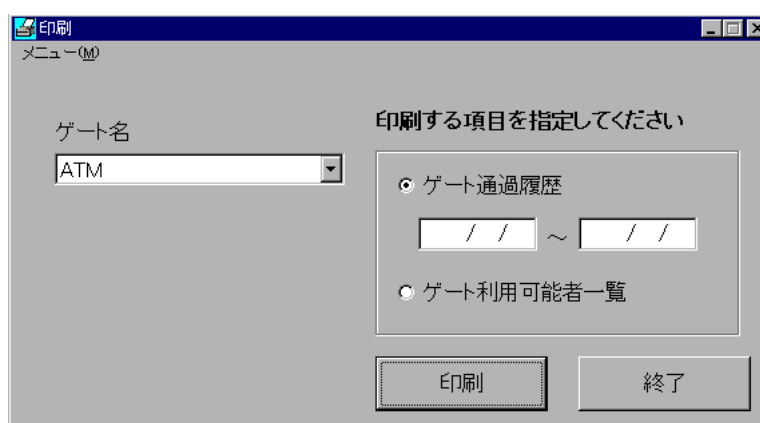 印刷
メニュー(M)
ゲート名
ATM
印刷する項目を指定してください
ゲート通過履歴
/ / ～ / /
ゲート利用可能者一覧
印刷
終了